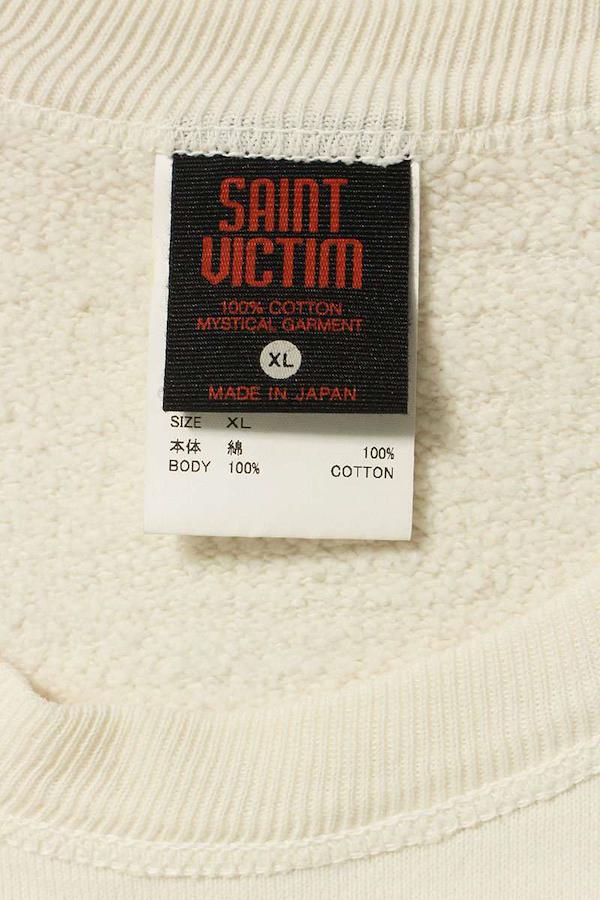 SAINT
VICTIM
100% COTTON
MYSTICAL GARMENT
XL
MADE IN JAPAN
SIZE XL
本体 綿 100%
BODY 100% COTTON